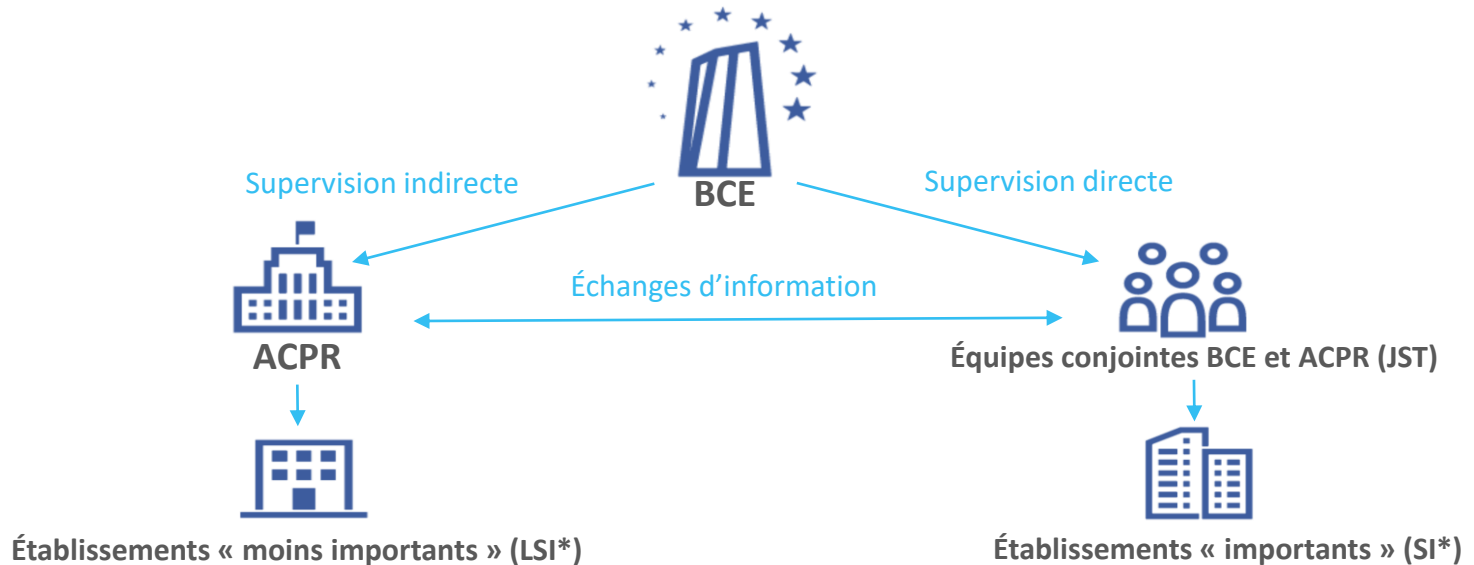 BCE
Supervision indirecte
Supervision directe
Échanges d’information
ACPR
Équipes conjointes BCE et ACPR (JST)
Établissements « moins importants » (LSI*)
Établissements « importants » (SI*)